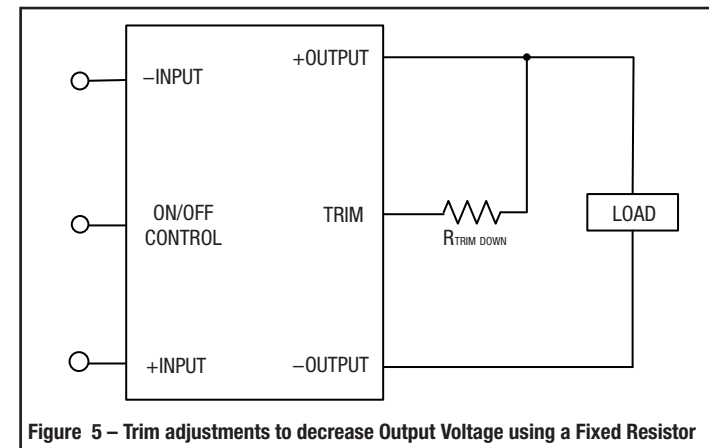 +OUTPUT
−INPUT
ON/OFF
CONTROL
TRIM
RTRIM DOWN
LOAD
+INPUT
−OUTPUT
Figure 5 – Trim adjustments to decrease Output Voltage using a Fixed Resistor